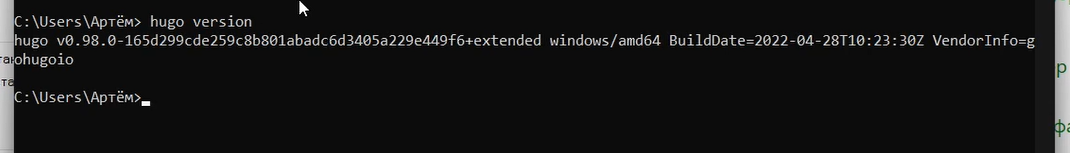 C:\Users\Артём> hugo version
hugo v0.98.0-165d299cde259c8b801abadc6d3405a229e449f6+extended windows/amd64 BuildDate=2022-04-28T10:23:30Z VendorInfo=g
ohugoio
C:\Users\Артём>